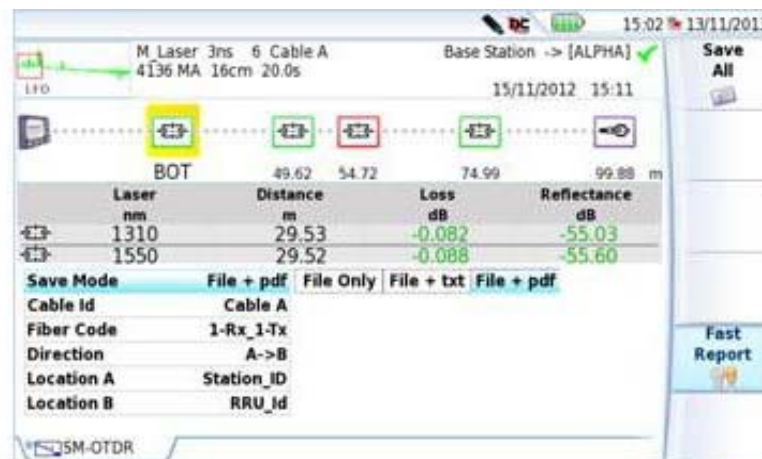 DC 15:02 13/11/2013
M_Laser 3ns 6 Cable A Base Station -> [ALPHA]
4136 MA 16cm 20.0s
15/11/2012 15:11
Save All
BOT 49.62 54.72 74.99 99.88 m
Laser Distance Loss Reflectance
nm m dB dB
1310 29.53 -0.082 -55.03
1550 29.52 -0.088 -55.60
Save Mode File + pdf File Only File + txt File + pdf
Cable Id Cable A
Fiber Code 1-Rx_1-Tx
Direction A->B
Location A Station_ID
Location B RRU_Id
Fast Report
SM-OTDR